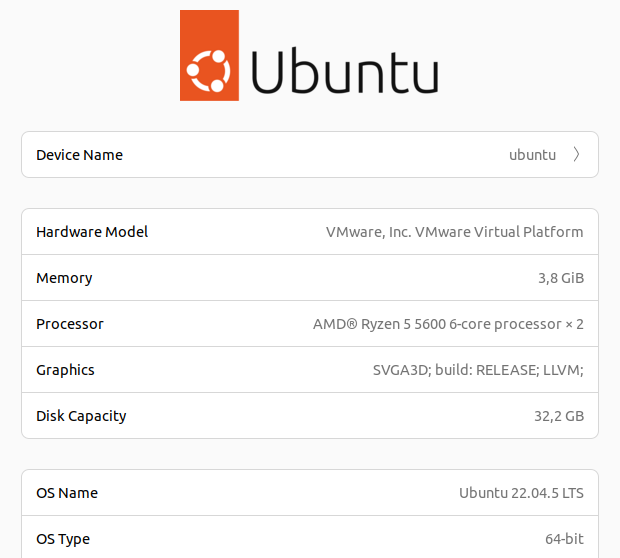 Ubuntu
Device Name ubuntu
Hardware Model VMware, Inc. VMware Virtual Platform
Memory 3,8 GiB
Processor AMD® Ryzen 5 5600 6-core processor × 2
Graphics SVGA3D; build: RELEASE; LLVM;
Disk Capacity 32,2 GB
OS Name Ubuntu 22.04.5 LTS
OS Type 64-bit